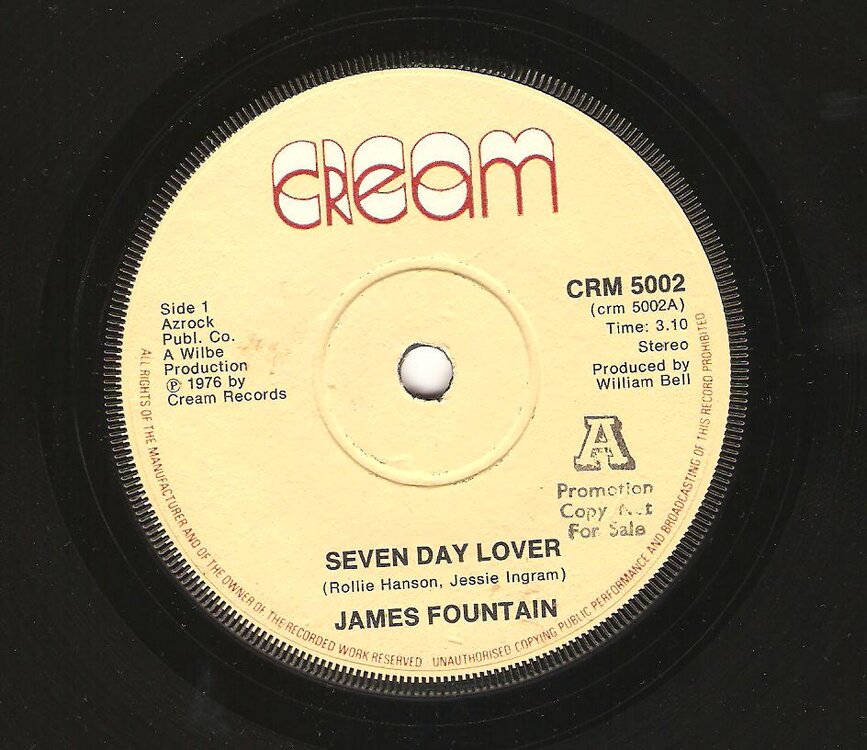 cream
Side 1
Azrock
Publ. Co.
A Wilbe
Production
℗ 1976 by
Cream Records
CRM 5002
(crm 5002A)
Time: 3.10
Stereo
Produced by
William Bell
A
Promotion
Copy
For Sale
SEVEN DAY LOVER
(Rollie Hanson, Jessie Ingram)
JAMES FOUNTAIN
ALL RIGHTS OF THE MANUFACTURER AND OF THE OWNER OF THE RECORDED WORK RESERVED · UNAUTHORISED COPYING PUBLIC PERFORMANCE AND BROADCASTING OF THIS RECORD PROHIBITED